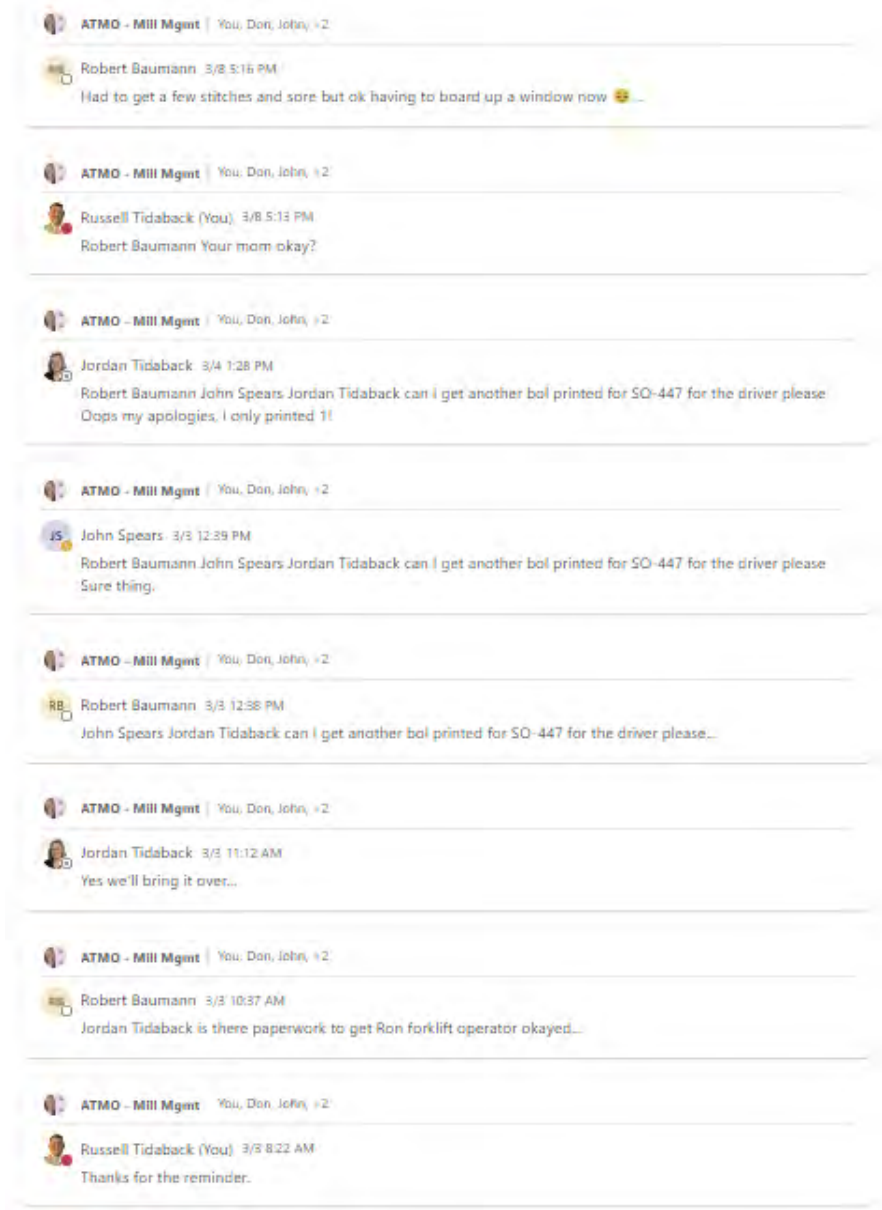 ATMO - Mill Mgmt | You, Don, John, +2
Robert Baumann 3/8 5:16 PM
Had to get a few stitches and sore but ok having to board up a window now 😥...
ATMO - Mill Mgmt | You, Don, John, +2
Russell Tidaback (You) 3/8 5:13 PM
Robert Baumann Your mom okay?
ATMO - Mill Mgmt | You, Don, John, +2
Jordan Tidaback 3/4 1:28 PM
Robert Baumann John Spears Jordan Tidaback can I get another bol printed for SO-447 for the driver please
Oops my apologies, I only printed 1!
ATMO - Mill Mgmt | You, Don, John, +2
JS John Spears 3/3 12:39 PM
Robert Baumann John Spears Jordan Tidaback can I get another bol printed for SO-447 for the driver please
Sure thing.
ATMO - Mill Mgmt | You, Don, John, +2
RB Robert Baumann 3/3 12:38 PM
John Spears Jordan Tidaback can I get another bol printed for SO-447 for the driver please...
ATMO - Mill Mgmt | You, Don, John, +2
Jordan Tidaback 3/3 11:12 AM
Yes we'll bring it over...
ATMO - Mill Mgmt | You, Don, John, +2
Robert Baumann 3/3 10:37 AM
Jordan Tidaback is there paperwork to get Ron forklift operator okayed...
ATMO - Mill Mgmt You, Don, John, +2
Russell Tidaback (You) 3/3 8:22 AM
Thanks for the reminder.